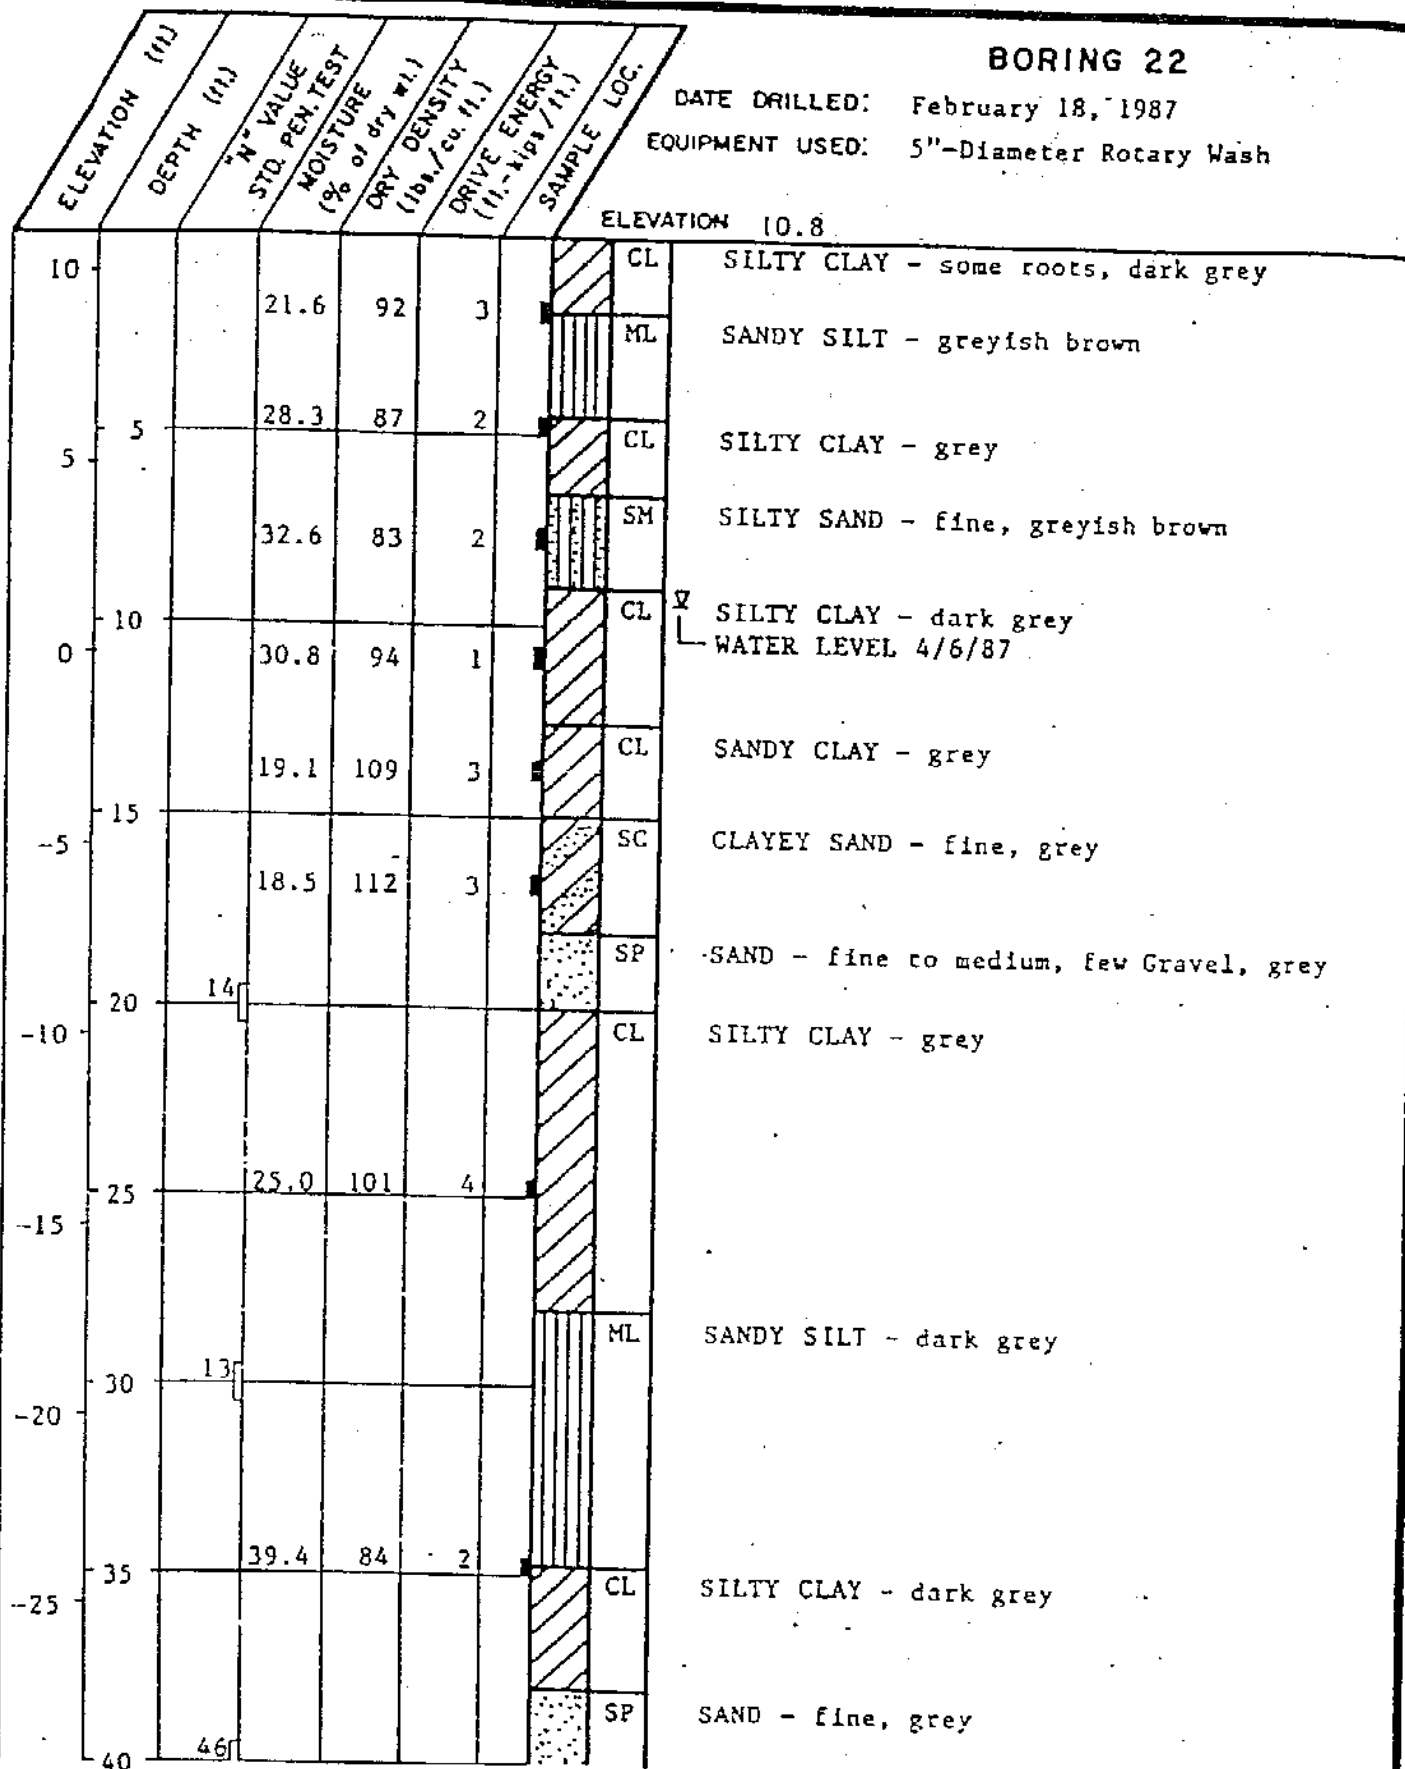 BORING 22
DATE DRILLED: February 18, 1987
EQUIPMENT USED: 5"-Diameter Rotary Wash
ELEVATION 10.8
ELEVATION (ft.)
DEPTH (ft.)
"N" VALUE
STD. PEN. TEST
MOISTURE
(% of dry wt.)
DRY DENSITY
(lbs./cu. ft.)
DRIVE ENERGY
(ft.-kips/ft.)
SAMPLE LOC.
10 CL SILTY CLAY - some roots, dark grey
21.6 92 3
ML SANDY SILT - greyish brown
28.3 87 2
5
CL SILTY CLAY - grey
5
SM SILTY SAND - fine, greyish brown
32.6 83 2
10 CL SILTY CLAY - dark grey
0 30.8 94 1 WATER LEVEL 4/6/87
CL SANDY CLAY - grey
19.1 109 3
15
-5 SC CLAYEY SAND - fine, grey
18.5 112 3
SP SAND - fine to medium, few Gravel, grey
14
20
-10 CL SILTY CLAY - grey
25.0 101 4
25
-15
ML SANDY SILT - dark grey
13
30
-20
39.4 84 2
35
CL SILTY CLAY - dark grey
-25
SP SAND - fine, grey
46
40